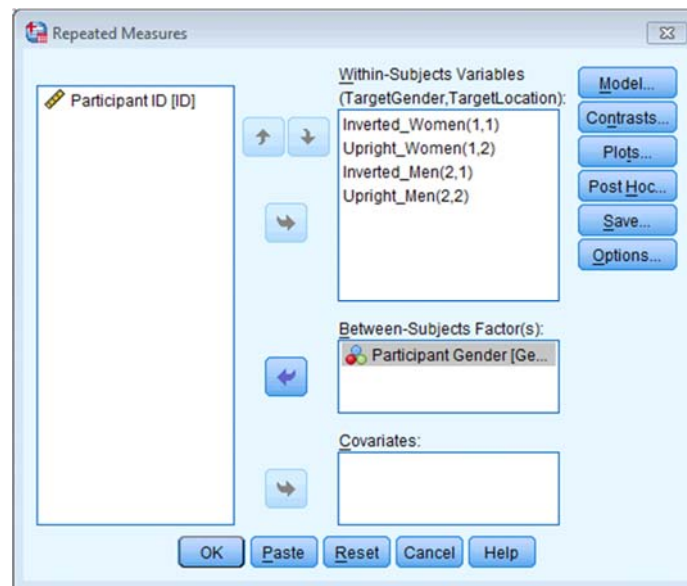 Repeated Measures
Participant ID [ID]
Within-Subjects Variables
(TargetGender,TargetLocation):
Inverted_Women(1,1)
Upright_Women(1,2)
Inverted_Men(2,1)
Upright_Men(2,2)
Model...
Contrasts...
Plots...
Post Hoc...
Save...
Options...
Between-Subjects Factor(s):
Participant Gender [Ge...
Covariates:
OK Paste Reset Cancel Help